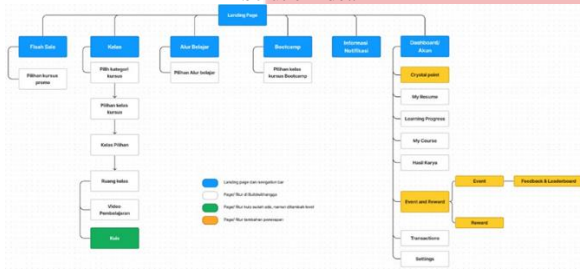 Landing Page
Flash Sale
Kelas
Alur Belajar
Bootcamp
Informasi
Notifikasi
Dashboard/
Akun
Pilihan kursus
promo
Pilih kategori
kursus
Pilihan Alur belajar
Pilihan kelas
kursus Bootcamp
Crystal point
My Resume
Pilihan kelas
kursus
Learning Progress
Kelas Pilihan
My Course
Hasil Karya
Ruang kelas
Landing page dan navigation bar
Event
Feedback & Leaderboard
Event and Reward
Video
Pembelajaran
Reward
Kuis
Transactions
Settings